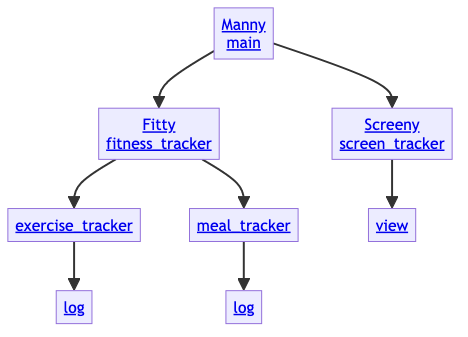 Manny
main
Fitty
fitness_tracker
Screeny
screen_tracker
exercise_tracker
meal_tracker
view
log
log